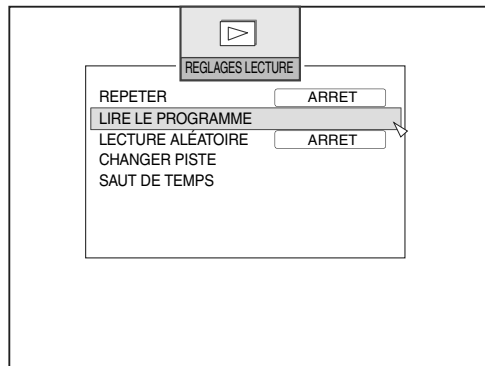 REGLAGES LECTURE
REPETER ARRET
LIRE LE PROGRAMME
LECTURE ALÉATOIRE ARRET
CHANGER PISTE
SAUT DE TEMPS